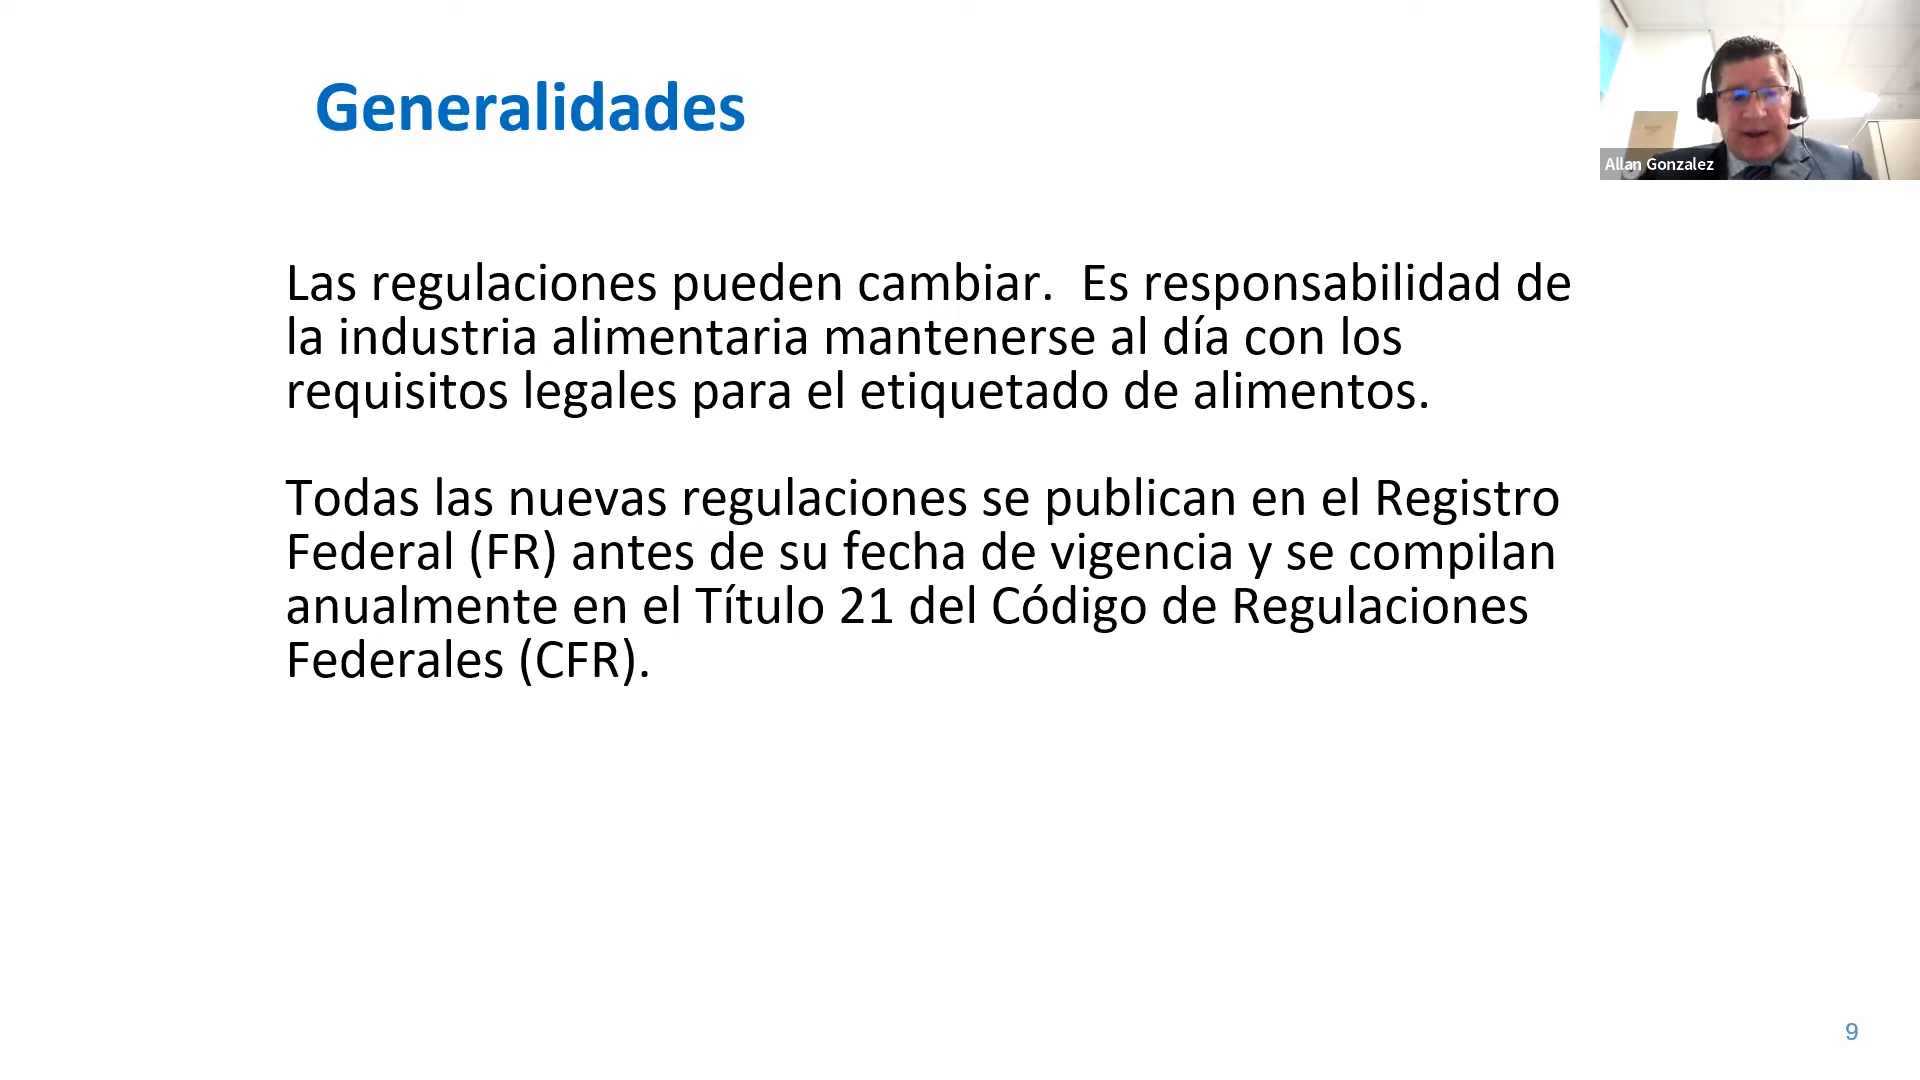 Generalidades
Allan Gonzalez
Las regulaciones pueden cambiar.  Es responsabilidad de
la industria alimentaria mantenerse al día con los
requisitos legales para el etiquetado de alimentos.
Todas las nuevas regulaciones se publican en el Registro
Federal (FR) antes de su fecha de vigencia y se compilan
anualmente en el Título 21 del Código de Regulaciones
Federales (CFR).
9